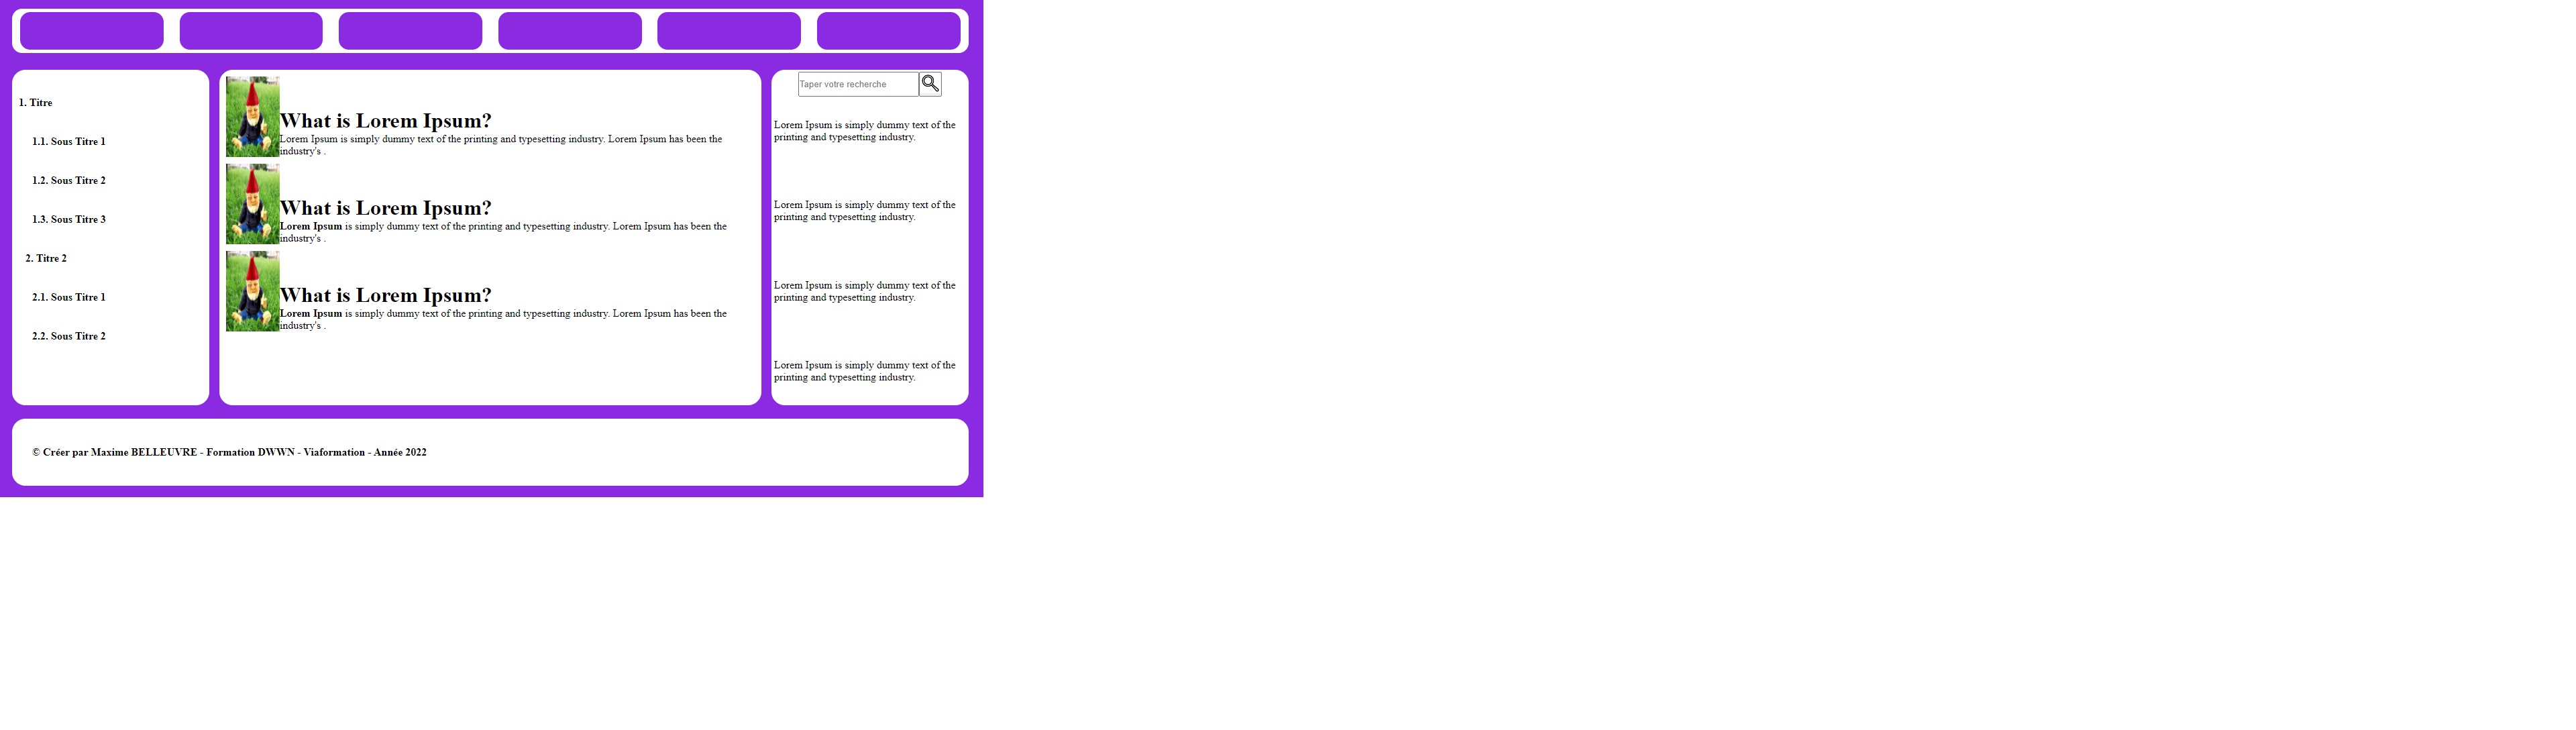 1. Titre
1.1. Sous Titre 1
1.2. Sous Titre 2
1.3. Sous Titre 3
2. Titre 2
2.1. Sous Titre 1
2.2. Sous Titre 2
What is Lorem Ipsum?
Lorem Ipsum is simply dummy text of the printing and typesetting industry. Lorem Ipsum has been the
industry's .
What is Lorem Ipsum?
Lorem Ipsum is simply dummy text of the printing and typesetting industry. Lorem Ipsum has been the
industry's .
What is Lorem Ipsum?
Lorem Ipsum is simply dummy text of the printing and typesetting industry. Lorem Ipsum has been the
industry's .
Taper votre recherche
Lorem Ipsum is simply dummy text of the
printing and typesetting industry.
Lorem Ipsum is simply dummy text of the
printing and typesetting industry.
Lorem Ipsum is simply dummy text of the
printing and typesetting industry.
Lorem Ipsum is simply dummy text of the
printing and typesetting industry.
© Créer par Maxime BELLEUVRE - Formation DWWN - Viaformation - Année 2022